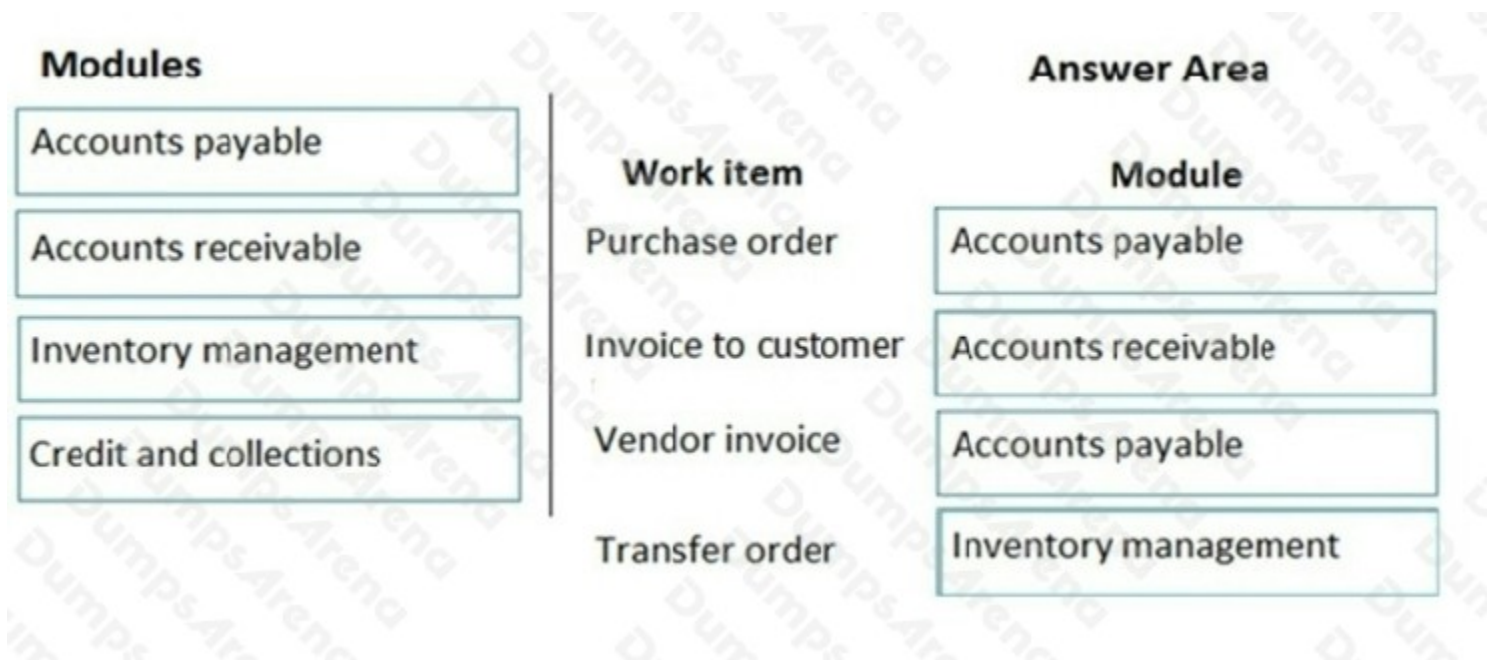 Modules
Accounts payable
Accounts receivable
Inventory management
Credit and collections
Answer Area
Work item Module
Purchase order Accounts payable
Invoice to customer Accounts receivable
Vendor invoice Accounts payable
Transfer order Inventory management
DumpsArena